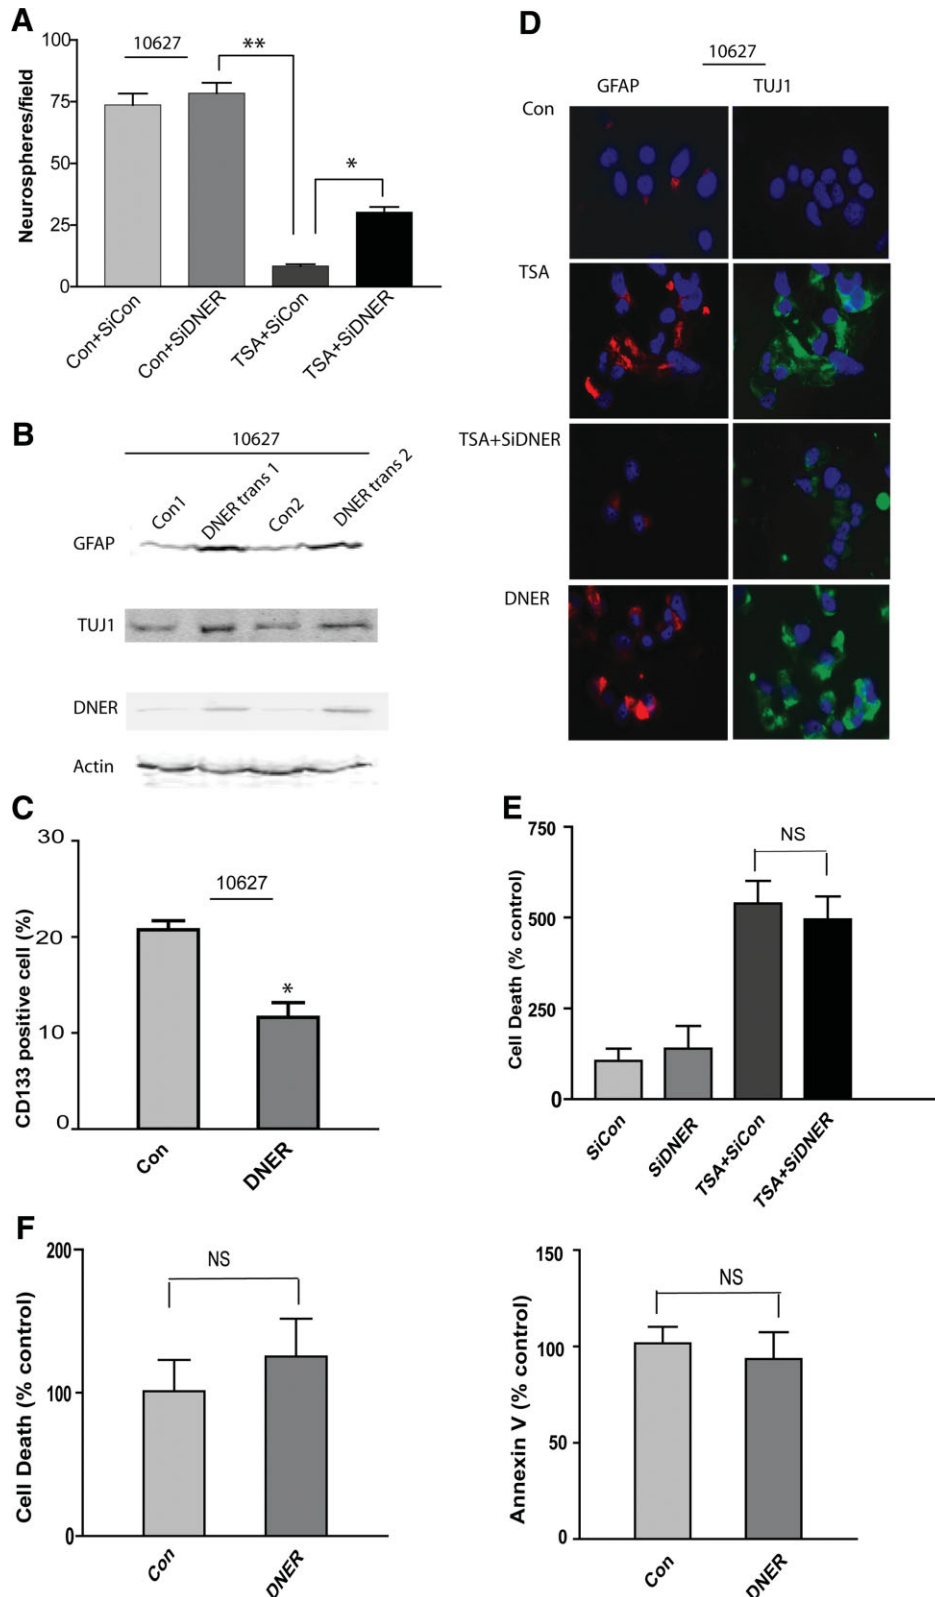 A
10627
**
*
100
75
50
25
0
Neurospheres/field
Con+SiCon
Con+SiDNER
TSA+SiCon
TSA+SiDNER
B
10627
Con1
DNER trans 1
Con2
DNER trans 2
GFAP
TUJ1
DNER
Actin
C
30
20
10
0
CD133 positive cell (%)
10627
*
Con
DNER
D
10627
GFAP
TUJ1
Con
TSA
TSA+SiDNER
DNER
E
750
500
250
0
Cell Death (% control)
NS
SiCon
SiDNER
TSA+SiCon
TSA+SiDNER
F
200
100
0
Cell Death (% control)
NS
Con
DNER
150
100
50
0
Annexin V (% control)
NS
Con
DNER